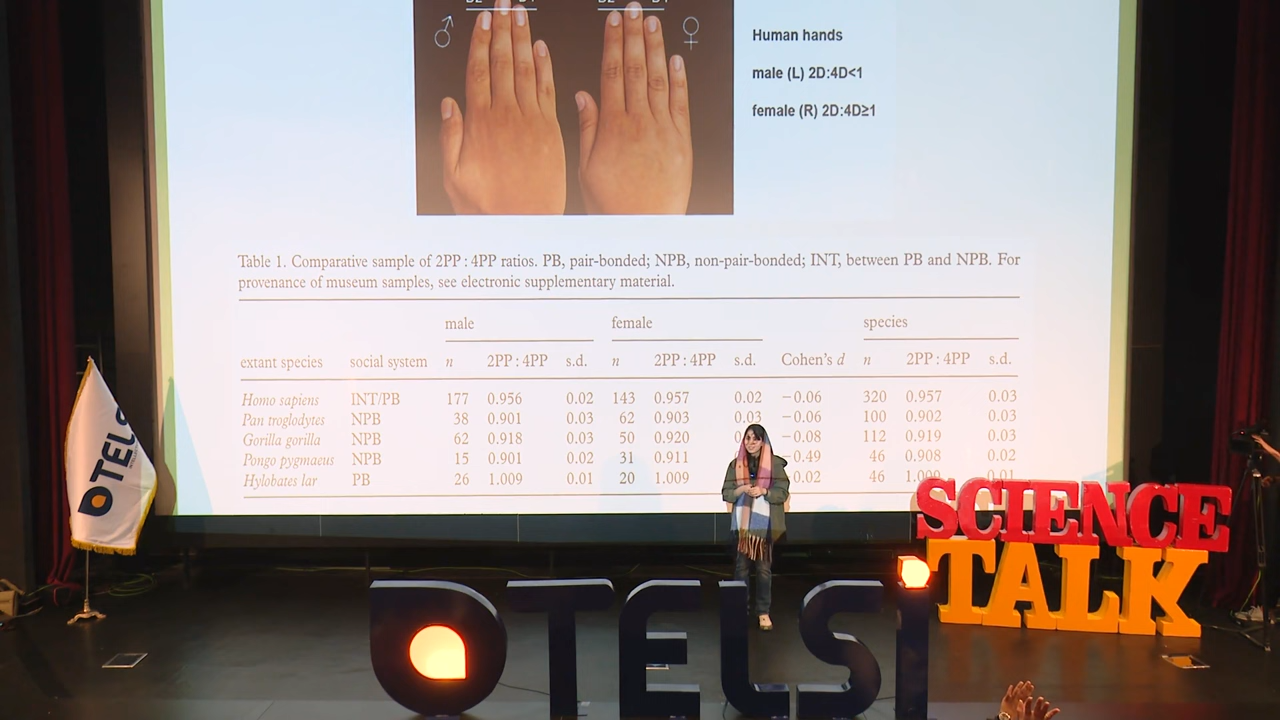 ♂
♀
Human hands
male (L) 2D:4D<1
female (R) 2D:4D≥1
Table 1. Comparative sample of 2PP : 4PP ratios. PB, pair-bonded; NPB, non-pair-bonded; INT, between PB and NPB. For
provenance of museum samples, see electronic supplementary material.
male female species
extant species social system n 2PP : 4PP s.d. n 2PP : 4PP s.d. Cohen's d n 2PP : 4PP s.d.
Homo sapiens INT/PB 177 0.956 0.02 143 0.957 0.02 −0.06 320 0.957 0.03
Pan troglodytes NPB 38 0.901 0.03 62 0.903 0.03 −0.06 100 0.902 0.03
Gorilla gorilla NPB 62 0.918 0.03 50 0.920 −0.08 112 0.919 0.03
Pongo pygmaeus NPB 15 0.901 0.02 31 0.911 −0.49 46 0.908 0.02
Hylobates lar PB 26 1.009 0.01 20 1.009 0.02 46 1.009 0.01
TELSI
SCIENCE
TALK
TELSI